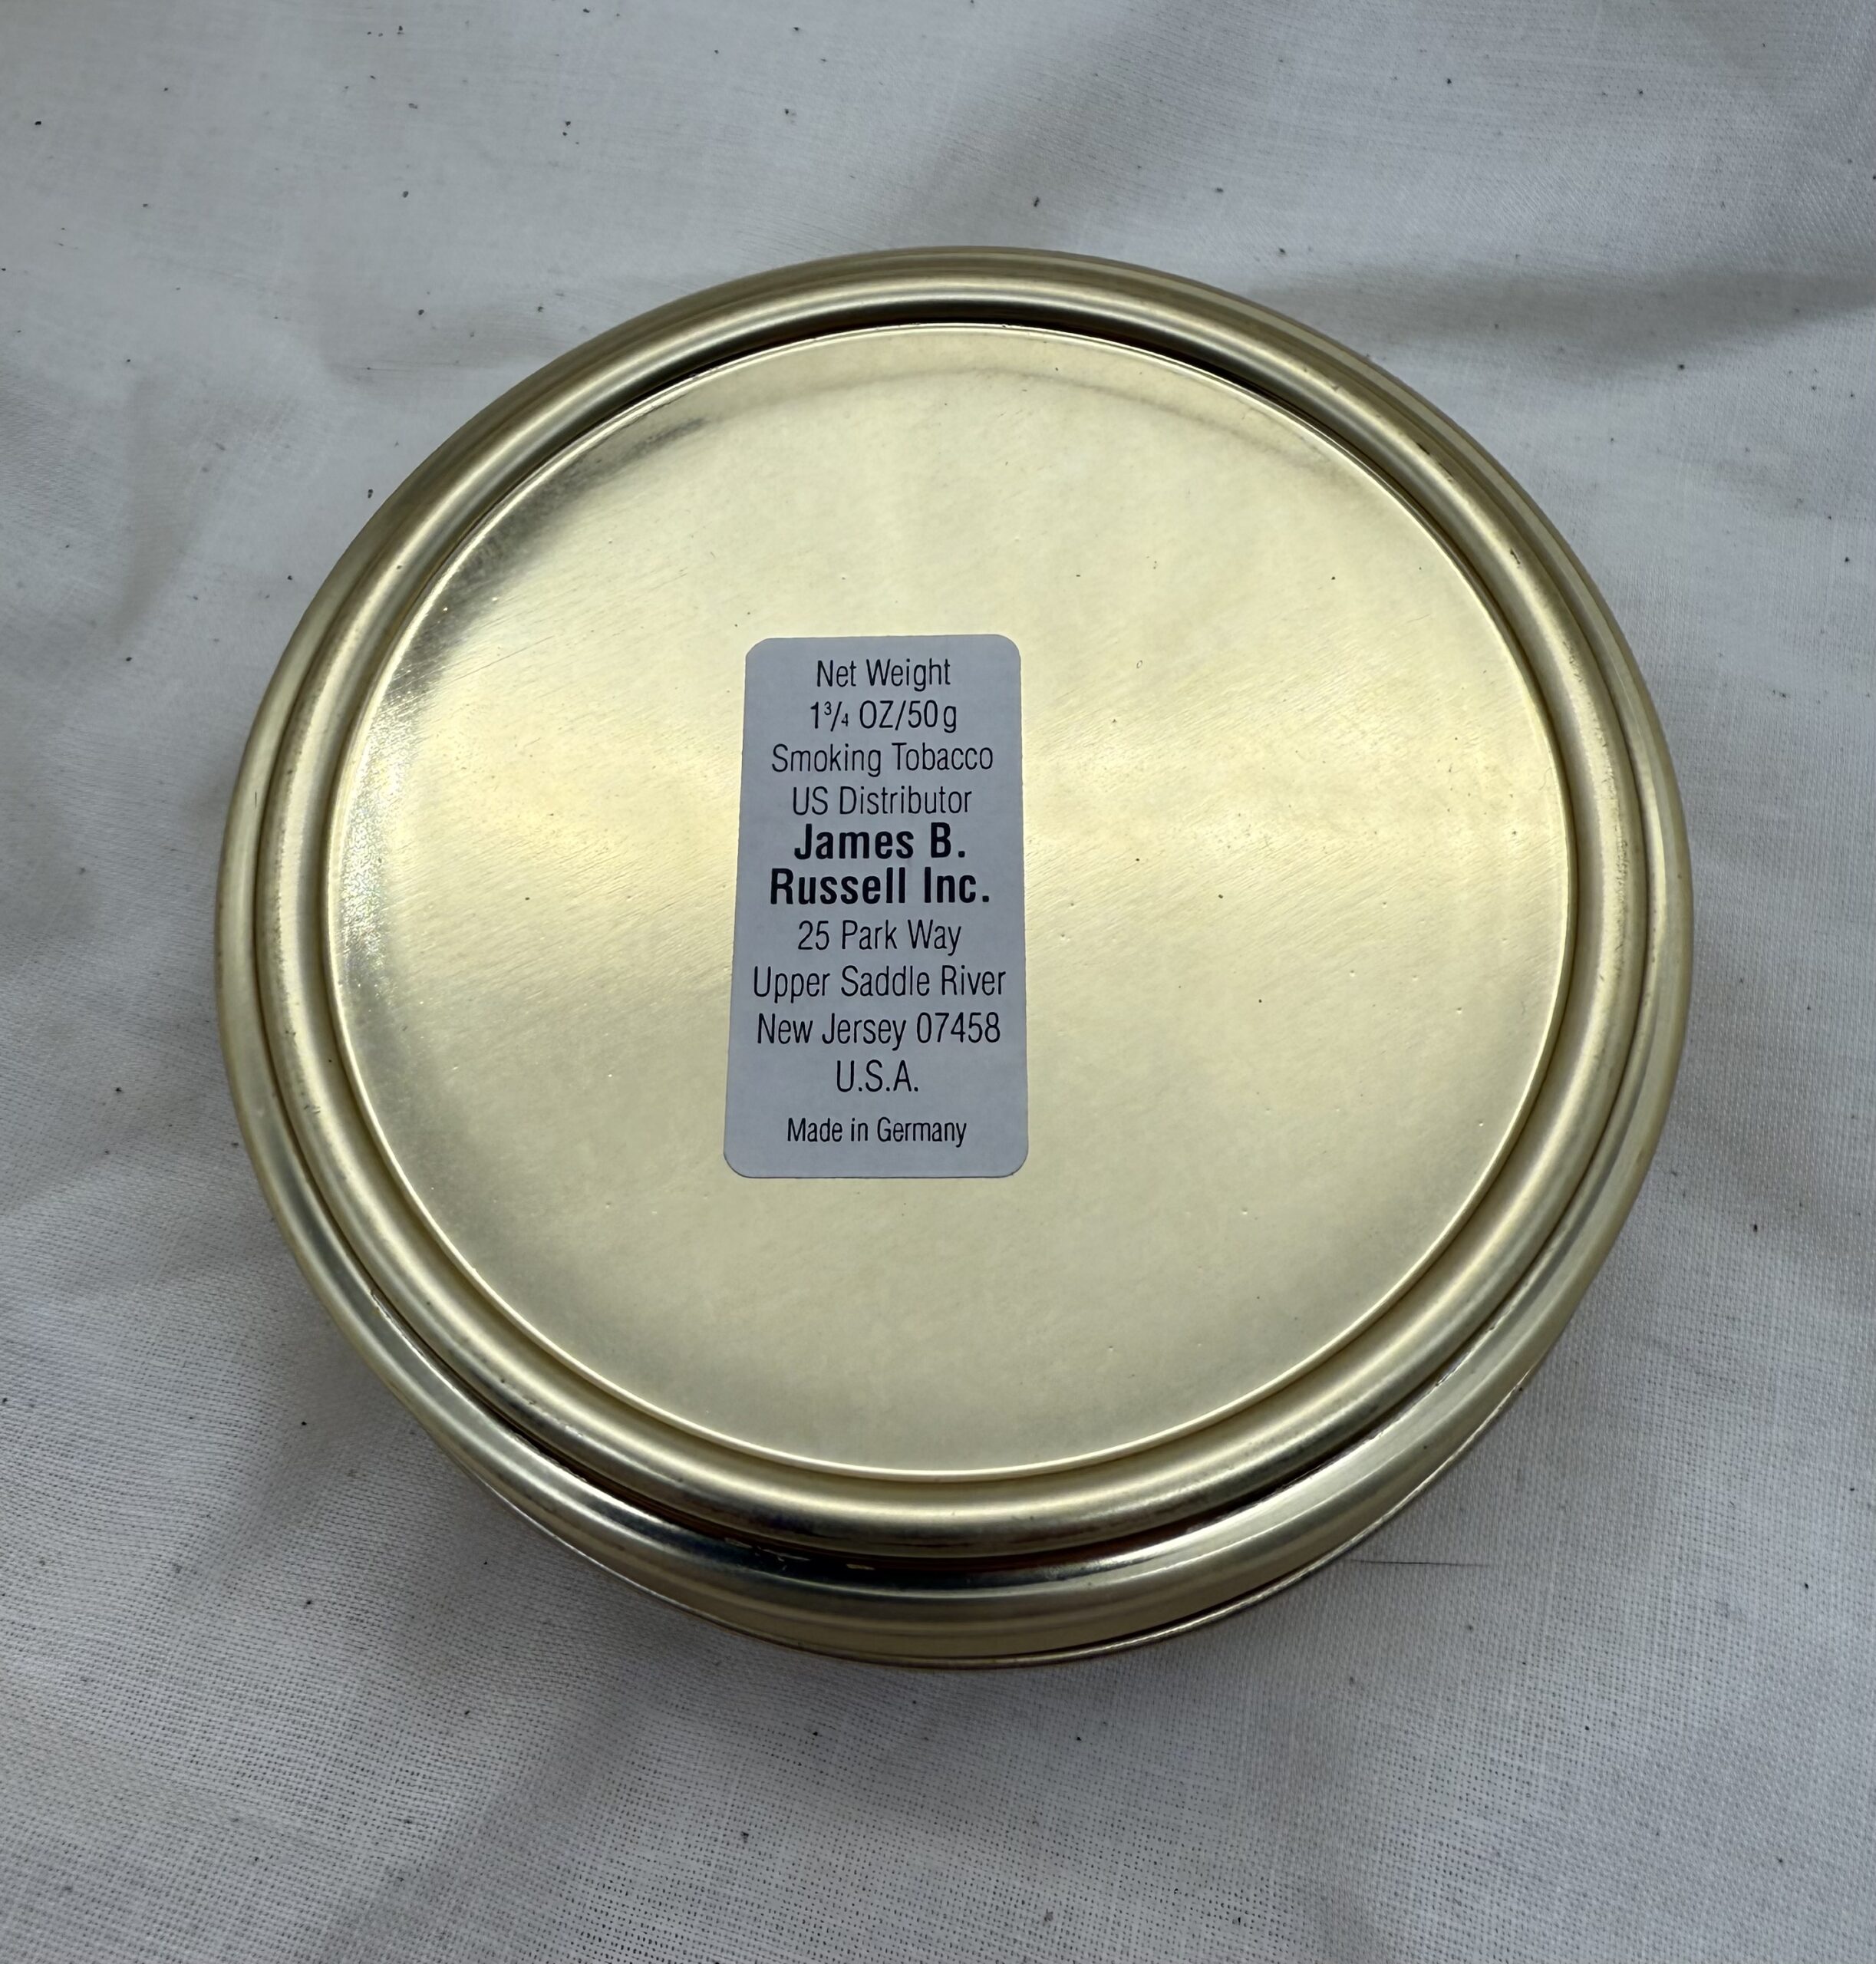 Net Weight
1³/₄ OZ/50g
Smoking Tobacco
US Distributor
James B.
Russell Inc.
25 Park Way
Upper Saddle River
New Jersey 07458
U.S.A.
Made in Germany